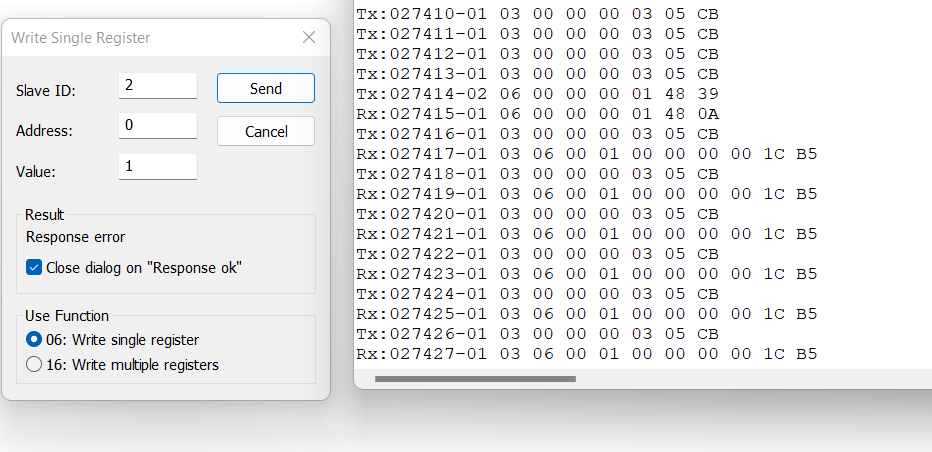 Write Single Register
Slave ID: 2 Send
Address: 0 Cancel
Value: 1
Result
Response error
Close dialog on "Response ok"
Use Function
06: Write single register
16: Write multiple registers
Tx:027410-01 03 00 00 00 03 05 CB
Tx:027411-01 03 00 00 00 03 05 CB
Tx:027412-01 03 00 00 00 03 05 CB
Tx:027413-01 03 00 00 00 03 05 CB
Tx:027414-02 06 00 00 00 01 48 39
Rx:027415-01 06 00 00 00 01 48 0A
Tx:027416-01 03 00 00 00 03 05 CB
Rx:027417-01 03 06 00 01 00 00 00 00 1C B5
Tx:027418-01 03 00 00 00 03 05 CB
Rx:027419-01 03 06 00 01 00 00 00 00 1C B5
Tx:027420-01 03 00 00 00 03 05 CB
Rx:027421-01 03 06 00 01 00 00 00 00 1C B5
Tx:027422-01 03 00 00 00 03 05 CB
Rx:027423-01 03 06 00 01 00 00 00 00 1C B5
Tx:027424-01 03 00 00 00 03 05 CB
Rx:027425-01 03 06 00 01 00 00 00 00 1C B5
Tx:027426-01 03 00 00 00 03 05 CB
Rx:027427-01 03 06 00 01 00 00 00 00 1C B5